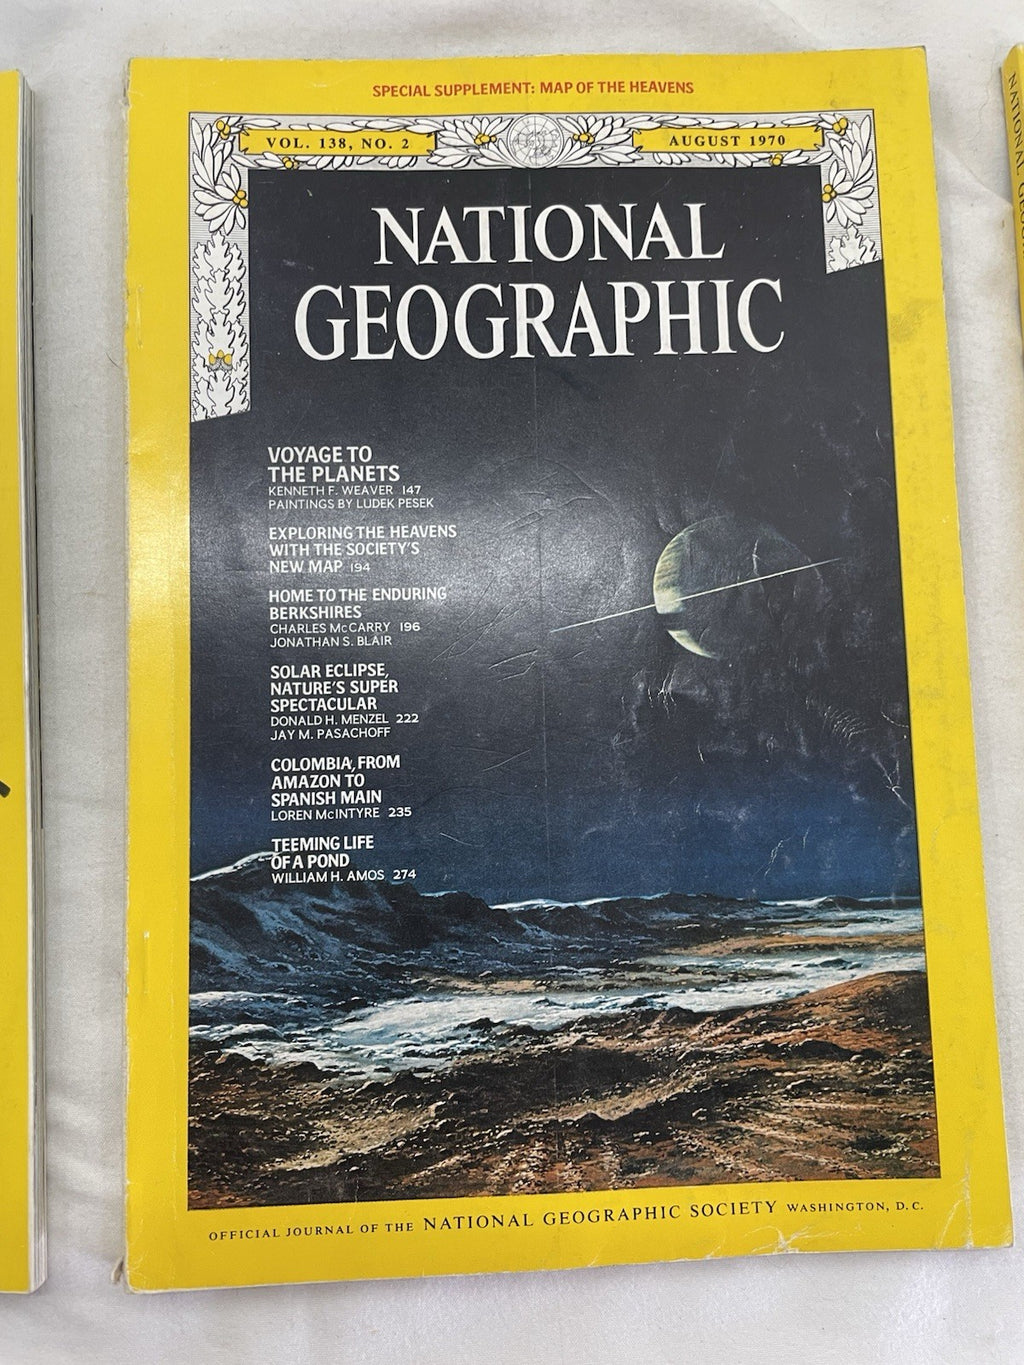 SPECIAL SUPPLEMENT: MAP OF THE HEAVENS
VOL. 138, NO. 2
AUGUST 1970
NATIONAL
GEOGRAPHIC
VOYAGE TO
THE PLANETS
KENNETH F. WEAVER 147
PAINTINGS BY LUDEK PESEK
EXPLORING THE HEAVENS
WITH THE SOCIETY'S
NEW MAP 194
HOME TO THE ENDURING
BERKSHIRES
CHARLES McCARRY 196
JONATHAN S. BLAIR
SOLAR ECLIPSE,
NATURE'S SUPER
SPECTACULAR
DONALD H. MENZEL 222
JAY M. PASACHOFF
COLOMBIA, FROM
AMAZON TO
SPANISH MAIN
LOREN McINTYRE 235
TEEMING LIFE
OF A POND
WILLIAM H. AMOS 274
OFFICIAL JOURNAL OF THE NATIONAL GEOGRAPHIC SOCIETY WASHINGTON, D.C.
NATIONAL